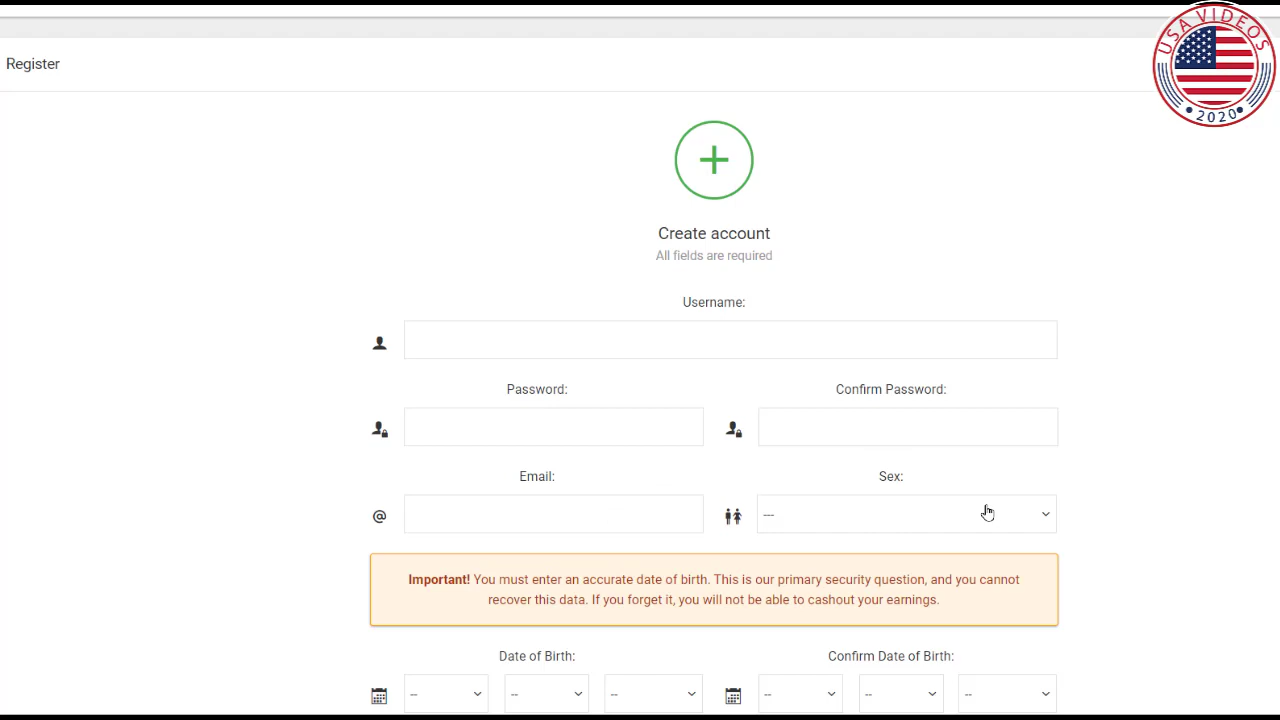 USA VIDEOS
2020
Register
Create account
All fields are required
Username:
Password: Confirm Password:
Email: Sex:
@ ---
Important! You must enter an accurate date of birth. This is our primary security question, and you cannot
recover this data. If you forget it, you will not be able to cashout your earnings.
Date of Birth: Confirm Date of Birth:
-- -- -- -- -- --